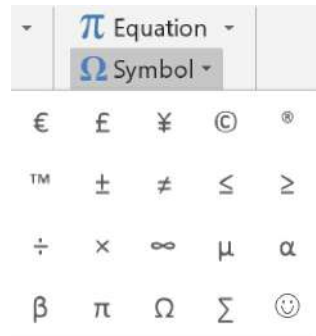 π Equation
Ω Symbol
€ £ ¥ © ®
™ ± ≠ ≤ ≥
÷ × ∞ µ α
β π Ω ∑ ☺